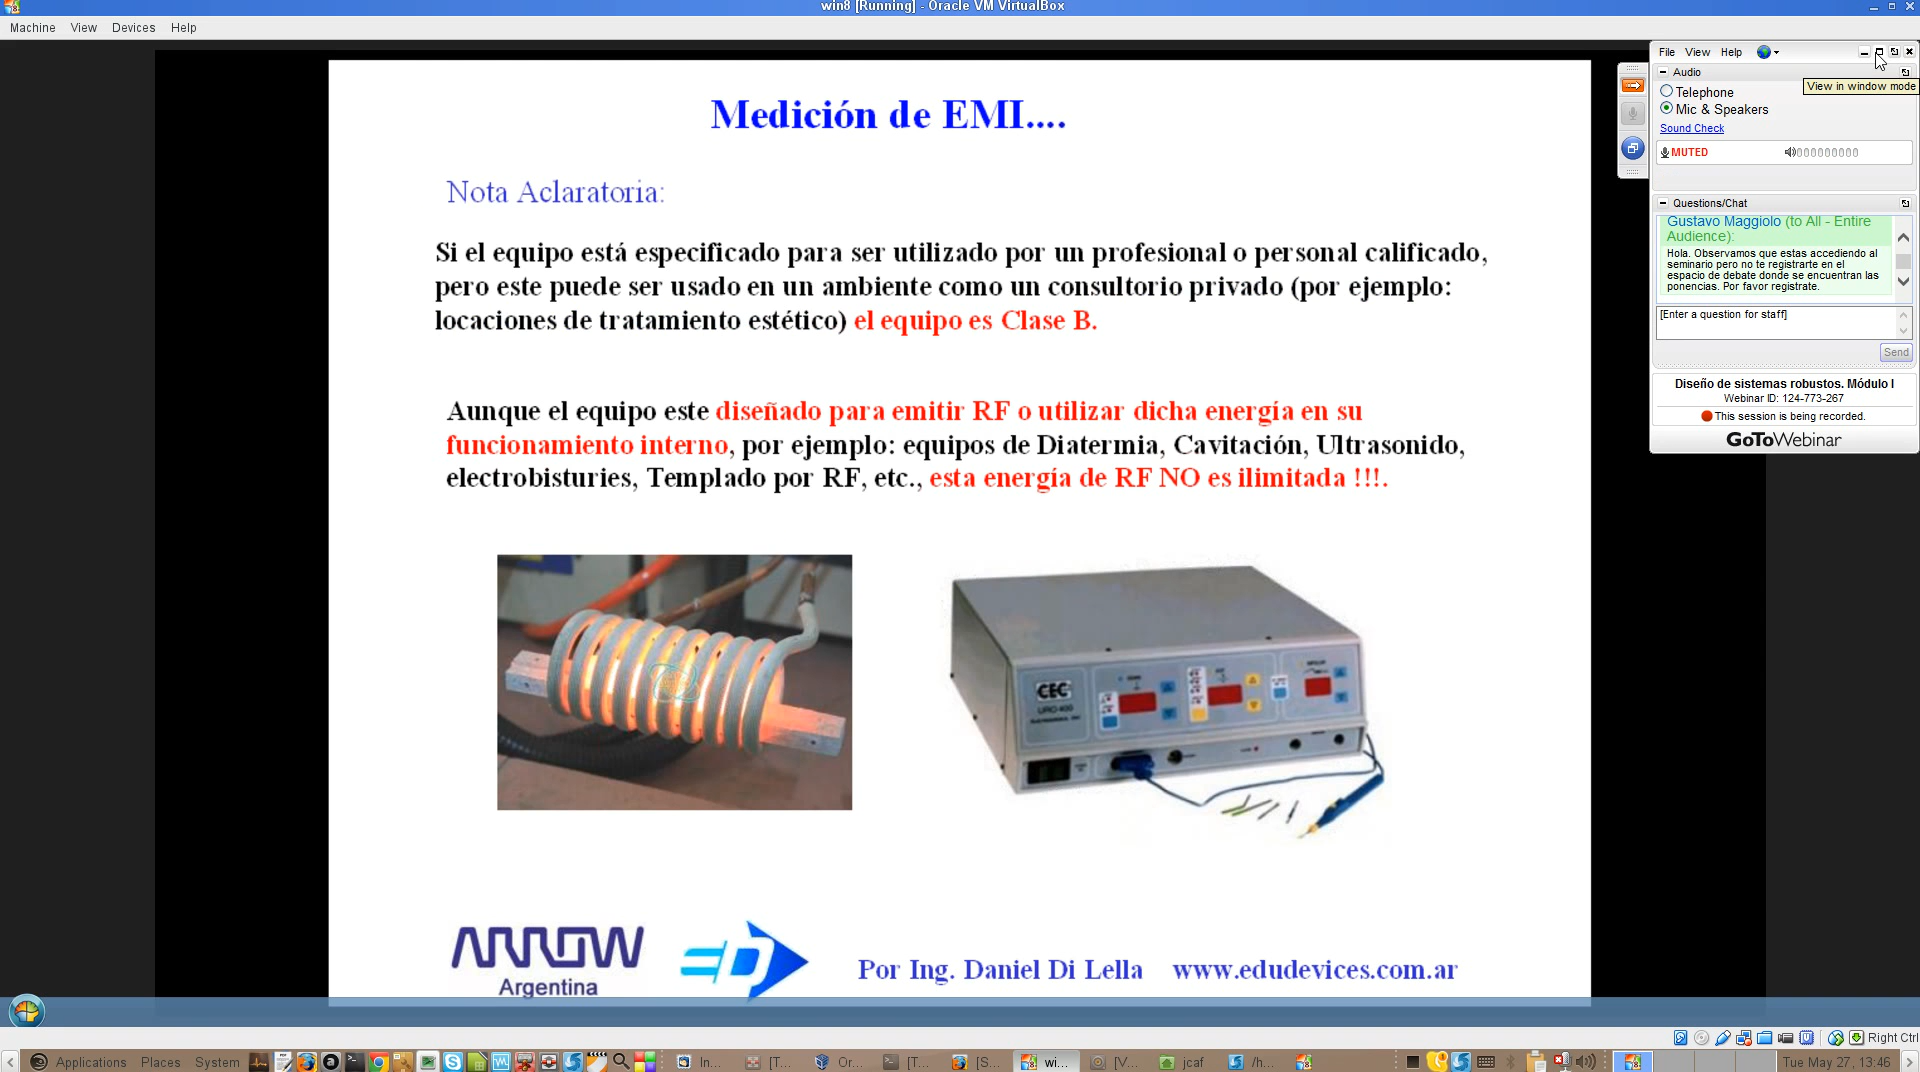 win8 [Running] - Oracle VM VirtualBox
Machine View Devices Help
File View Help
Audio
View in window mode
Telephone
Mic & Speakers
Sound Check
MUTED
Questions/Chat
Gustavo Maggiolo (to All - Entire
Audience):
Hola. Observamos que estas accediendo al
seminario pero no te registrarte en el
espacio de debate donde se encuentran las
ponencias. Por favor registrate.
[Enter a question for staff]
Send
Diseño de sistemas robustos. Módulo I
Webinar ID: 124-773-267
This session is being recorded.
GoToWebinar
Medición de EMI....
Nota Aclaratoria:
Si el equipo está especificado para ser utilizado por un profesional o personal calificado,
pero este puede ser usado en un ambiente como un consultorio privado (por ejemplo:
locaciones de tratamiento estético) el equipo es Clase B.
Aunque el equipo este diseñado para emitir RF o utilizar dicha energía en su
funcionamiento interno, por ejemplo: equipos de Diatermia, Cavitación, Ultrasonido,
electrobisturies, Templado por RF, etc., esta energía de RF NO es ilimitada !!!.
CEC
ARROW
Argentina
Por Ing. Daniel Di Lella www.edudevices.com.ar
Right Ctrl
Applications Places System In... [T... Or... [T... [S... wi... [V... jcaf /h... Tue May 27, 13:46